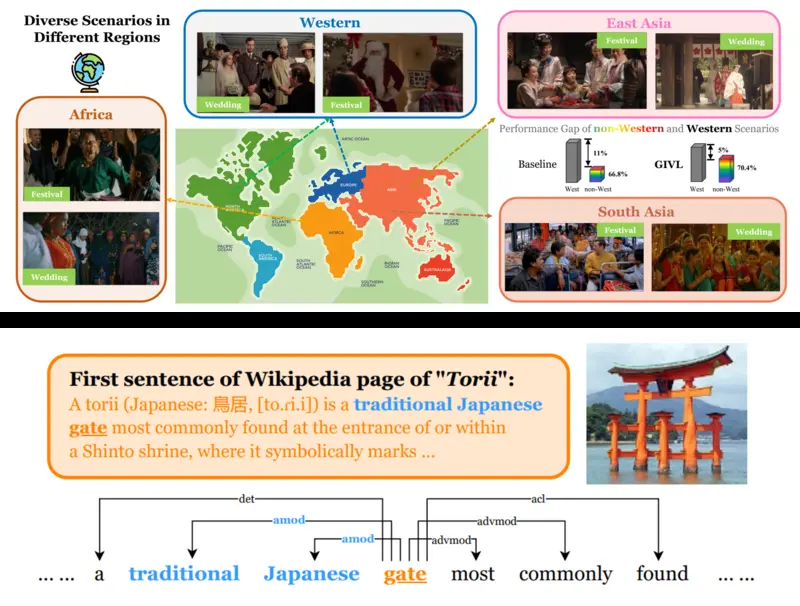 Diverse Scenarios in
Different Regions
Western
Wedding
Festival
East Asia
Festival
Wedding
Africa
Festival
Wedding
ARTIC OCEAN
NORTH AMERICA
EUROPE
ASIA
AFRICA
ATLANTIC OCEAN
PACIFIC OCEAN
PACIFIC OCEAN
SOUTH AMERICA
SOUTH ATLANTIC OCEAN
INDIAN OCEAN
AUSTRALASIA
SOUTHERN OCEAN
Performance Gap of non-Western and Western Scenarios
Baseline
11%
66.8%
West non-West
GIVL
5%
70.4%
West non-West
South Asia
Festival
Wedding
First sentence of Wikipedia page of "Torii":
A torii (Japanese: 鳥居, [to.ɾi.i]) is a traditional Japanese
gate most commonly found at the entrance of or within
a Shinto shrine, where it symbolically marks ...
det
acl
amod
advmod
amod
advmod
... ... a traditional Japanese gate most commonly found ... ...